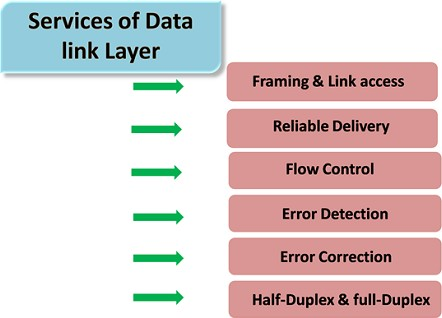 Services of Data
link Layer
Framing & Link access
Reliable Delivery
Flow Control
Error Detection
Error Correction
Half-Duplex & full-Duplex